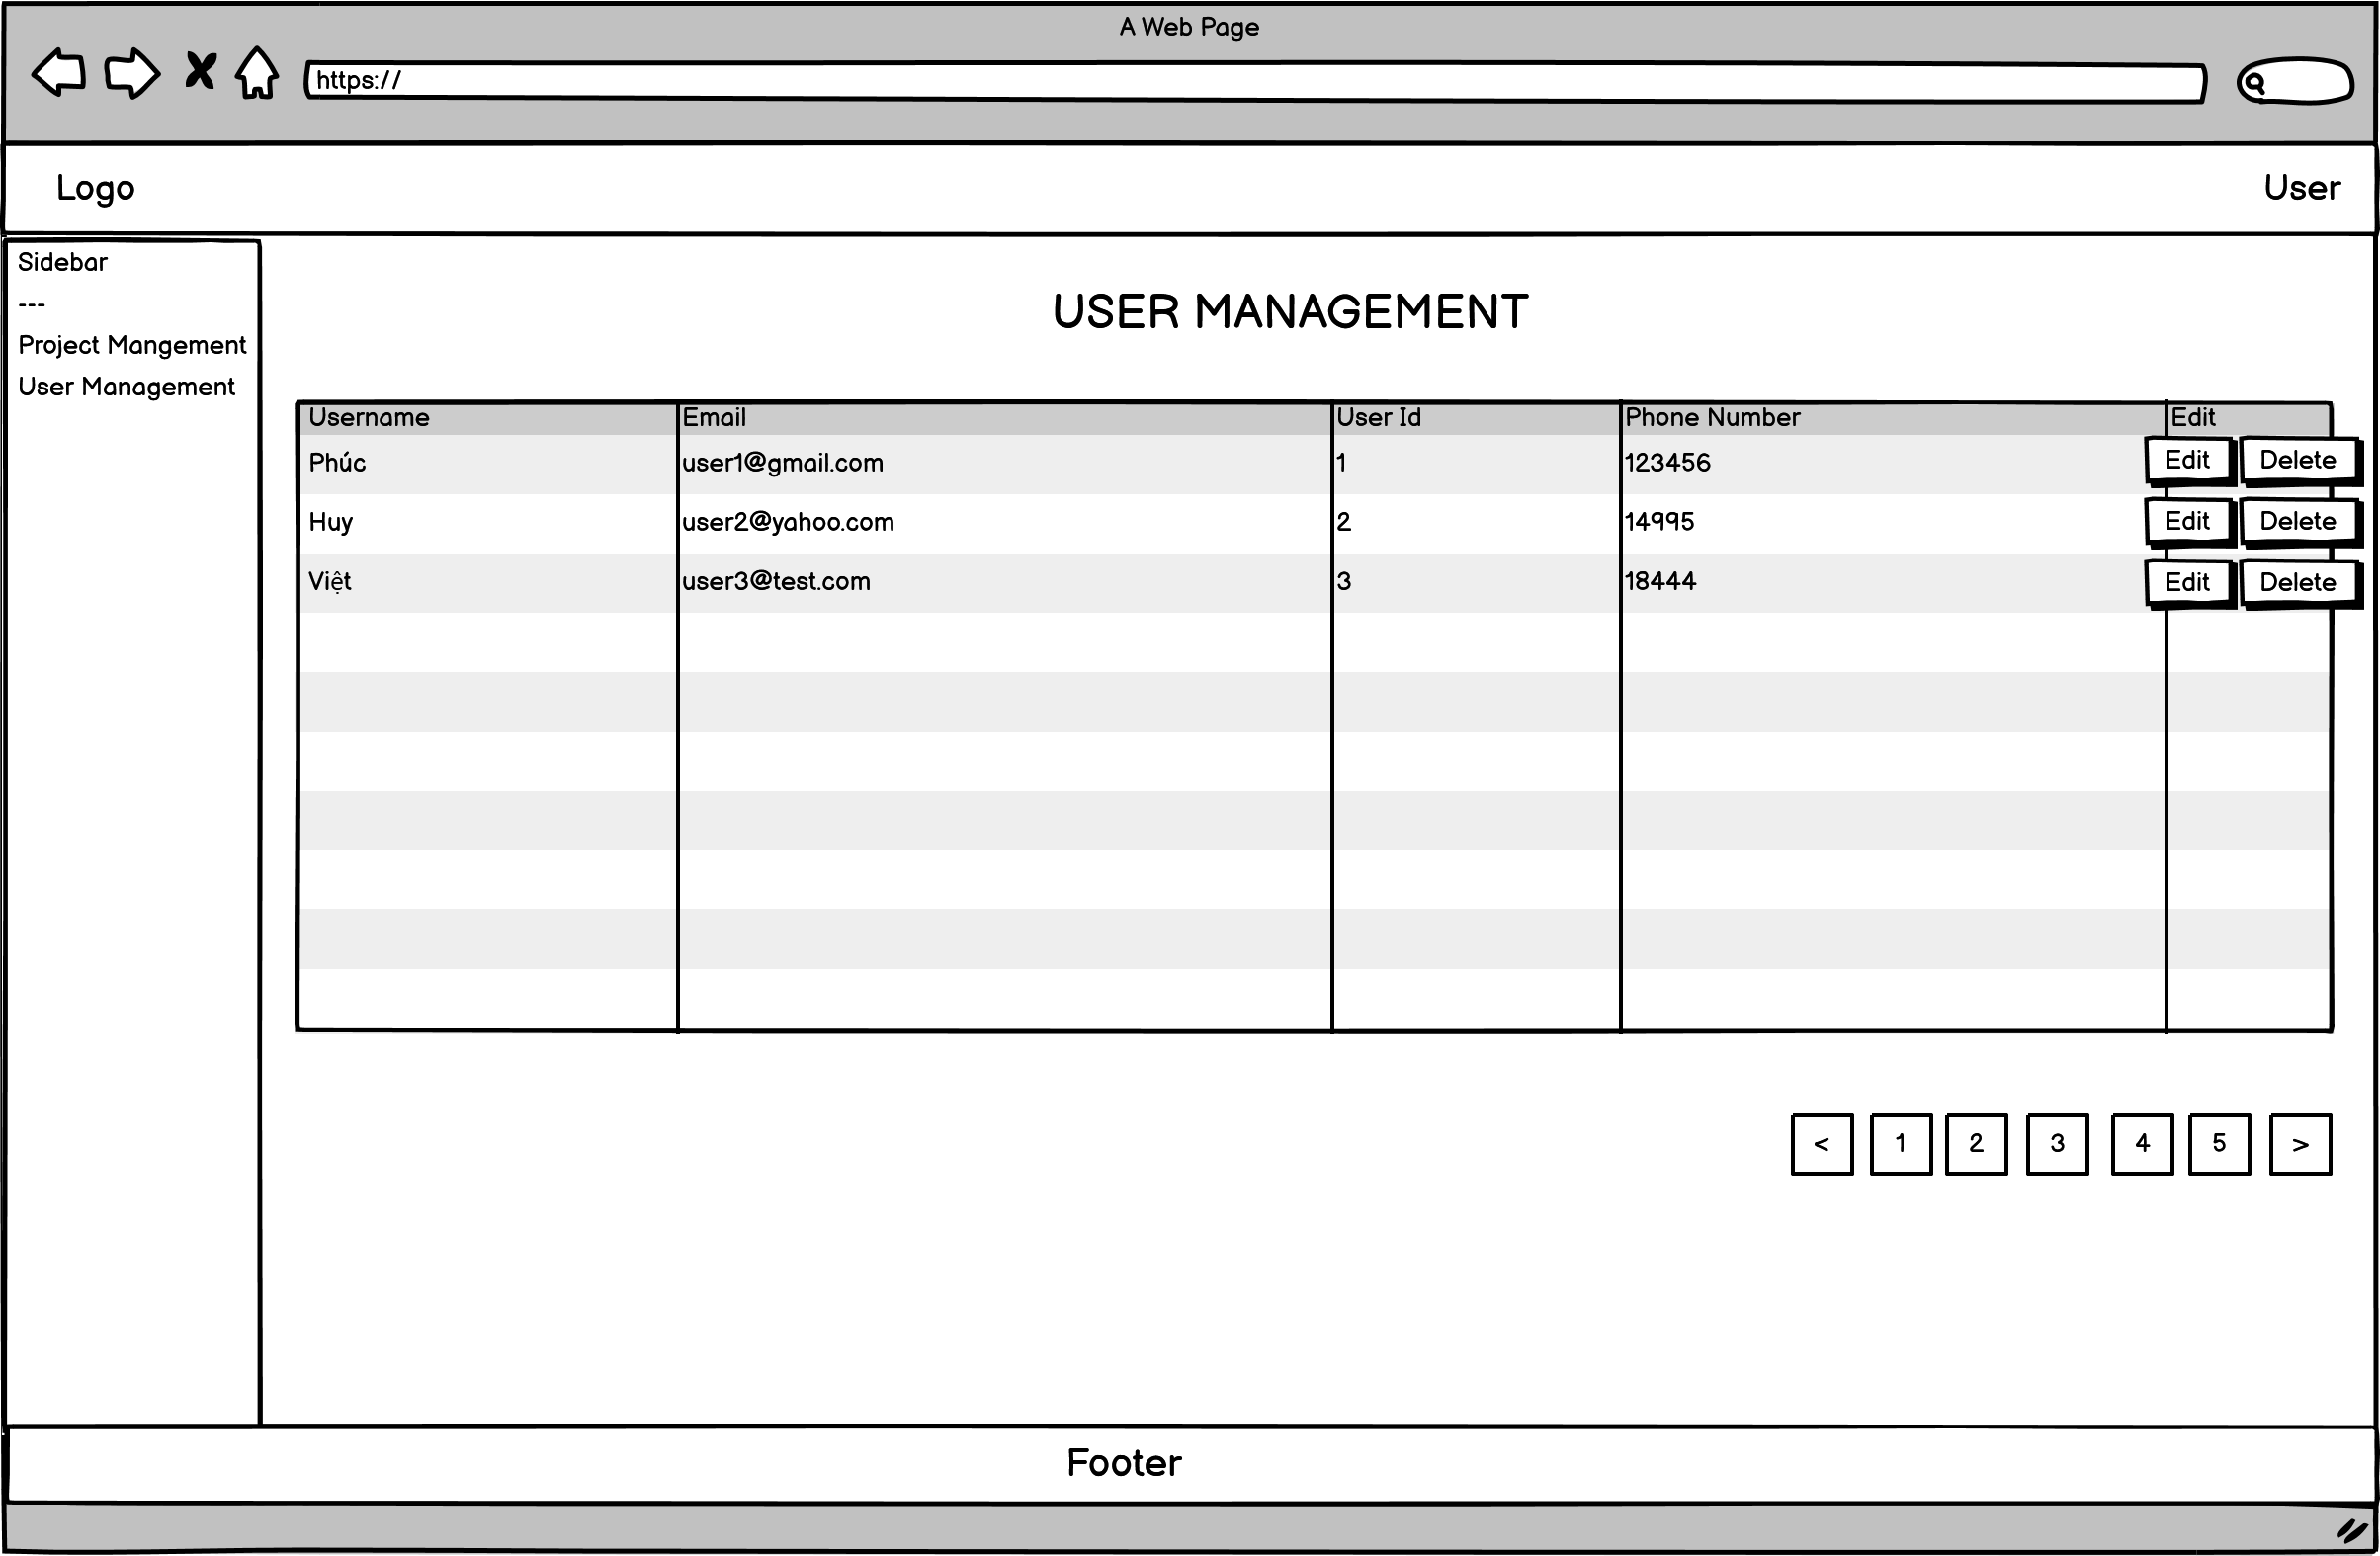 A Web Page
https://
Logo
User
Sidebar
---
Project Mangement
User Management
USER MANAGEMENT
Username Email User Id Phone Number Edit
Phúc user1@gmail.com 1 123456 Edit Delete
Huy user2@yahoo.com 2 14995 Edit Delete
Việt user3@test.com 3 18444 Edit Delete
< 1 2 3 4 5 >
Footer